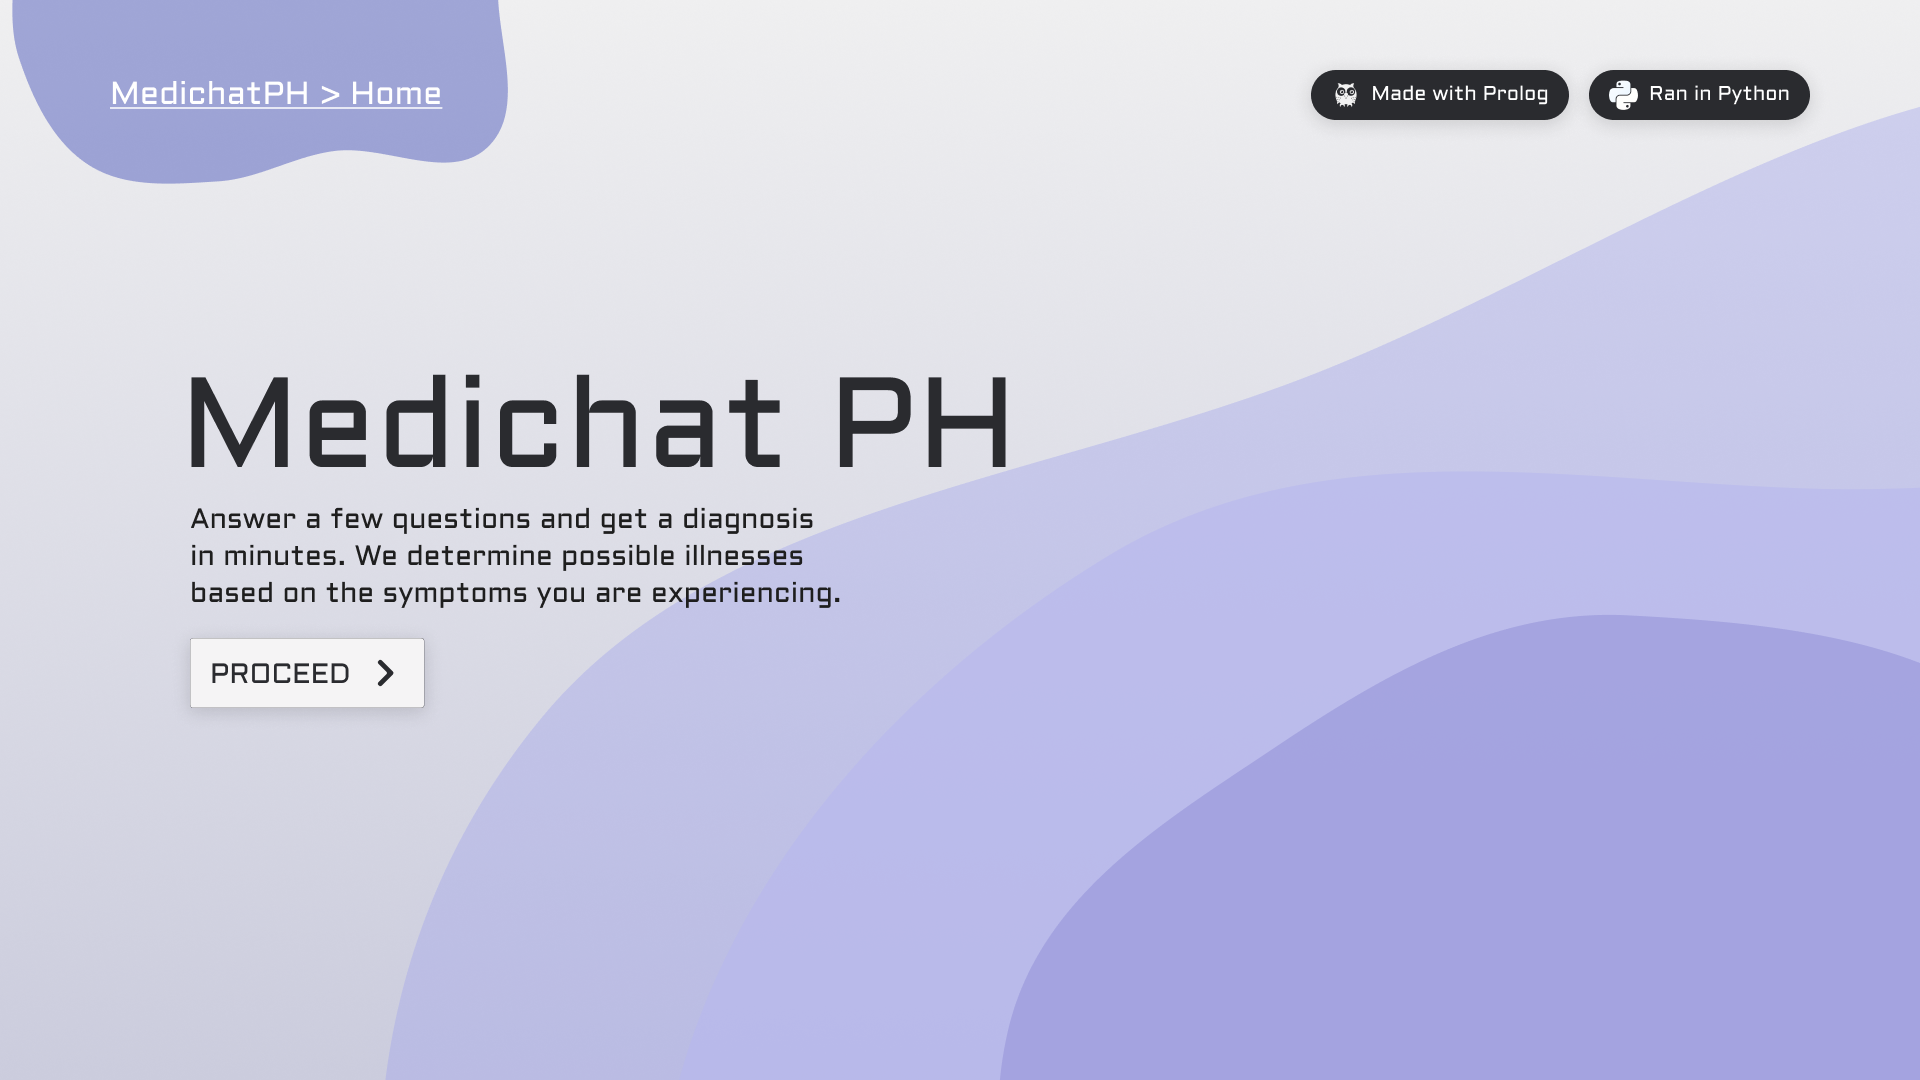 MedichatPH > Home
Made with Prolog
Ran in Python
Medichat PH
Answer a few questions and get a diagnosis
in minutes. We determine possible illnesses
based on the symptoms you are experiencing.
PROCEED